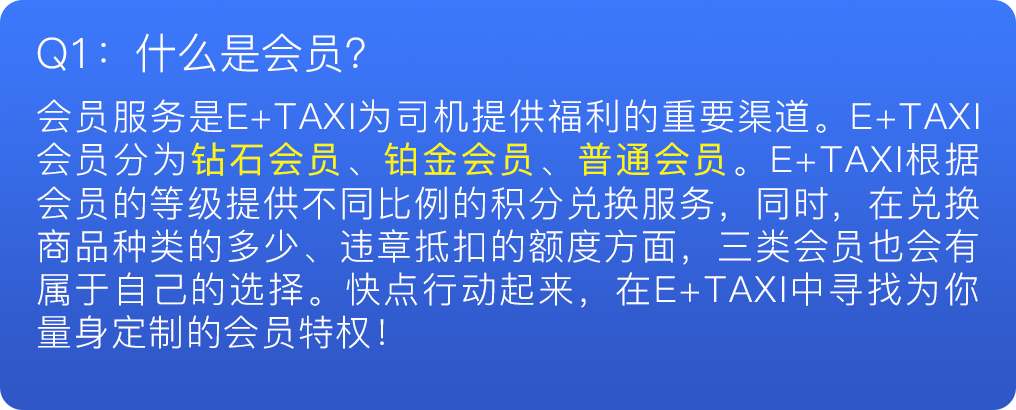 Q1：什么是会员？
会员服务是E+TAXI为司机提供福利的重要渠道。E+TAXI
会员分为钻石会员、铂金会员、普通会员。E+TAXI根据
会员的等级提供不同比例的积分兑换服务，同时，在兑换
商品种类的多少、违章抵扣的额度方面，三类会员也会有
属于自己的选择。快点行动起来，在E+TAXI中寻找为你
量身定制的会员特权！